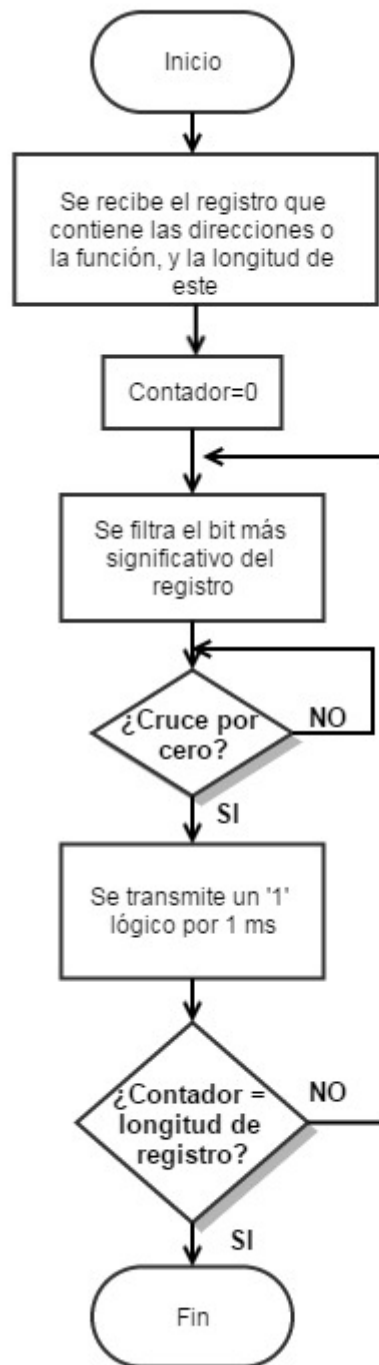 Inicio
Se recibe el registro que
contiene las direcciones o
la función, y la longitud de
este
Contador=0
Se filtra el bit más
significativo del
registro
¿Cruce por
cero?
NO
SI
Se transmite un '1'
lógico por 1 ms
¿Contador =
longitud de
registro?
NO
SI
Fin